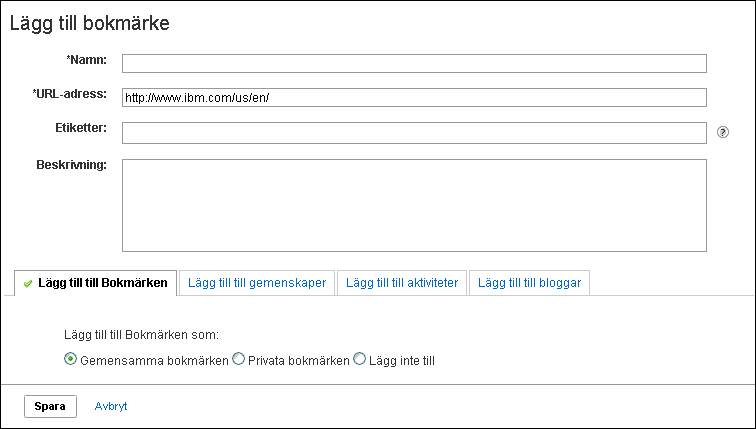 Lägg till bokmärke
*Namn:
*URL-adress: http://www.ibm.com/us/en/
Etiketter: ?
Beskrivning:
Lägg till till Bokmärken Lägg till till gemenskaper Lägg till till aktiviteter Lägg till till bloggar
Lägg till till Bokmärken som:
Gemensamma bokmärken Privata bokmärken Lägg inte till
Spara Avbryt